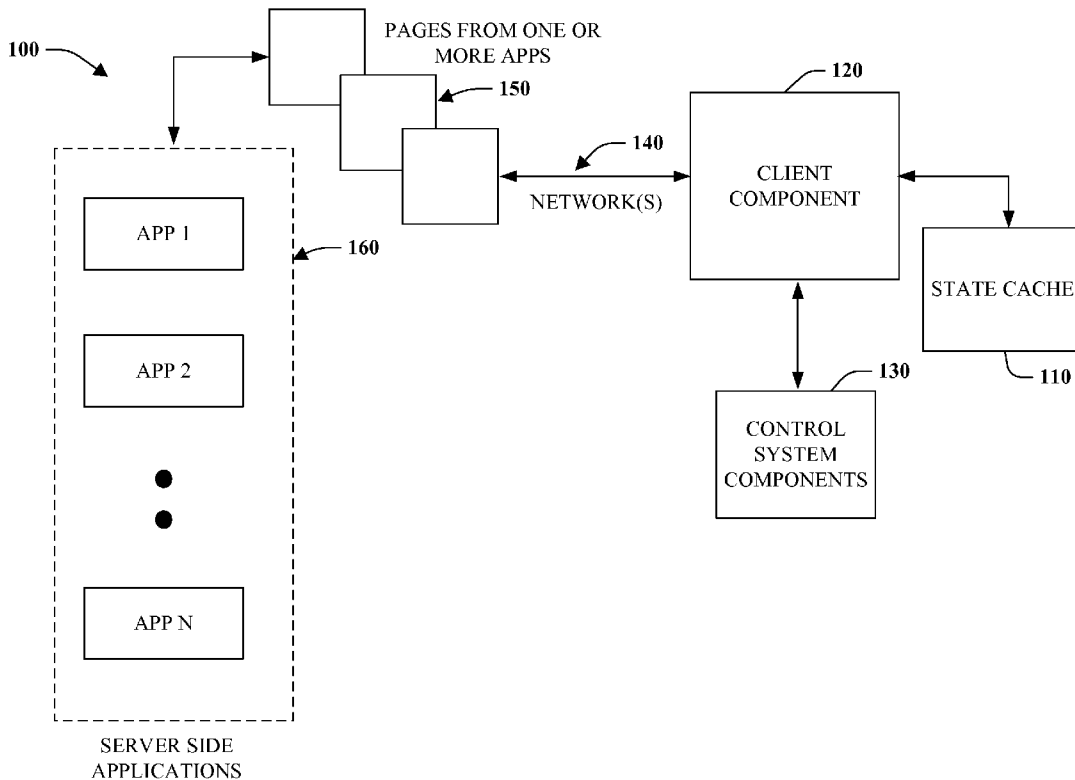 100
PAGES FROM ONE OR
MORE APPS
150
120
140
NETWORK(S)
CLIENT
COMPONENT
APP 1
160
STATE CACHE
110
APP 2
130
CONTROL
SYSTEM
COMPONENTS
APP N
SERVER SIDE
APPLICATIONS